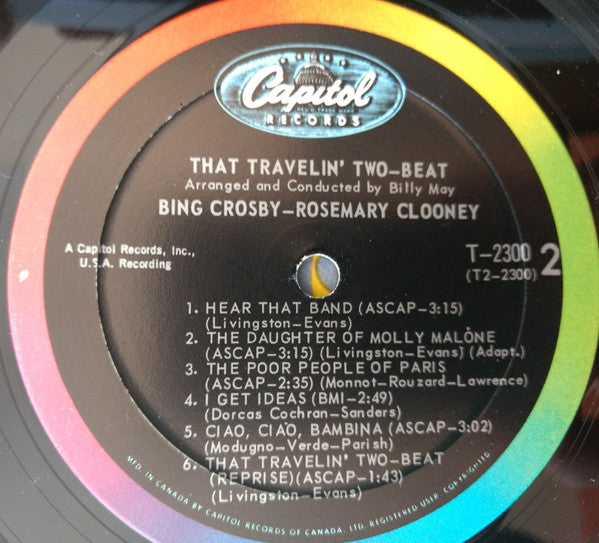 Capitol
RECORDS
THAT TRAVELIN' TWO-BEAT
Arranged and Conducted by Billy May
BING CROSBY-ROSEMARY CLOONEY
A Capitol Records, Inc.,
U.S.A. Recording
T-2300 2
(T2-2300)
1. HEAR THAT BAND (ASCAP-3:15)
(Livingston-Evans)
2. THE DAUGHTER OF MOLLY MALONE
(ASCAP-3:15) (Livingston-Evans) (Adapt.)
3. THE POOR PEOPLE OF PARIS
(ASCAP-2:35) (Monnot-Rouzard-Lawrence)
4. I GET IDEAS (BMI-2:49)
(Dorcas Cochran-Sanders)
5. CIAO, CIAO, BAMBINA (ASCAP-3:02)
(Modugno-Verde-Parish)
6. THAT TRAVELIN' TWO-BEAT
(REPRISE)(ASCAP-1:43)
(Livingston-Evans)
MFD. IN CANADA BY CAPITOL RECORDS OF CANADA, LTD. REGISTERED USER. COPYRIGHTED.